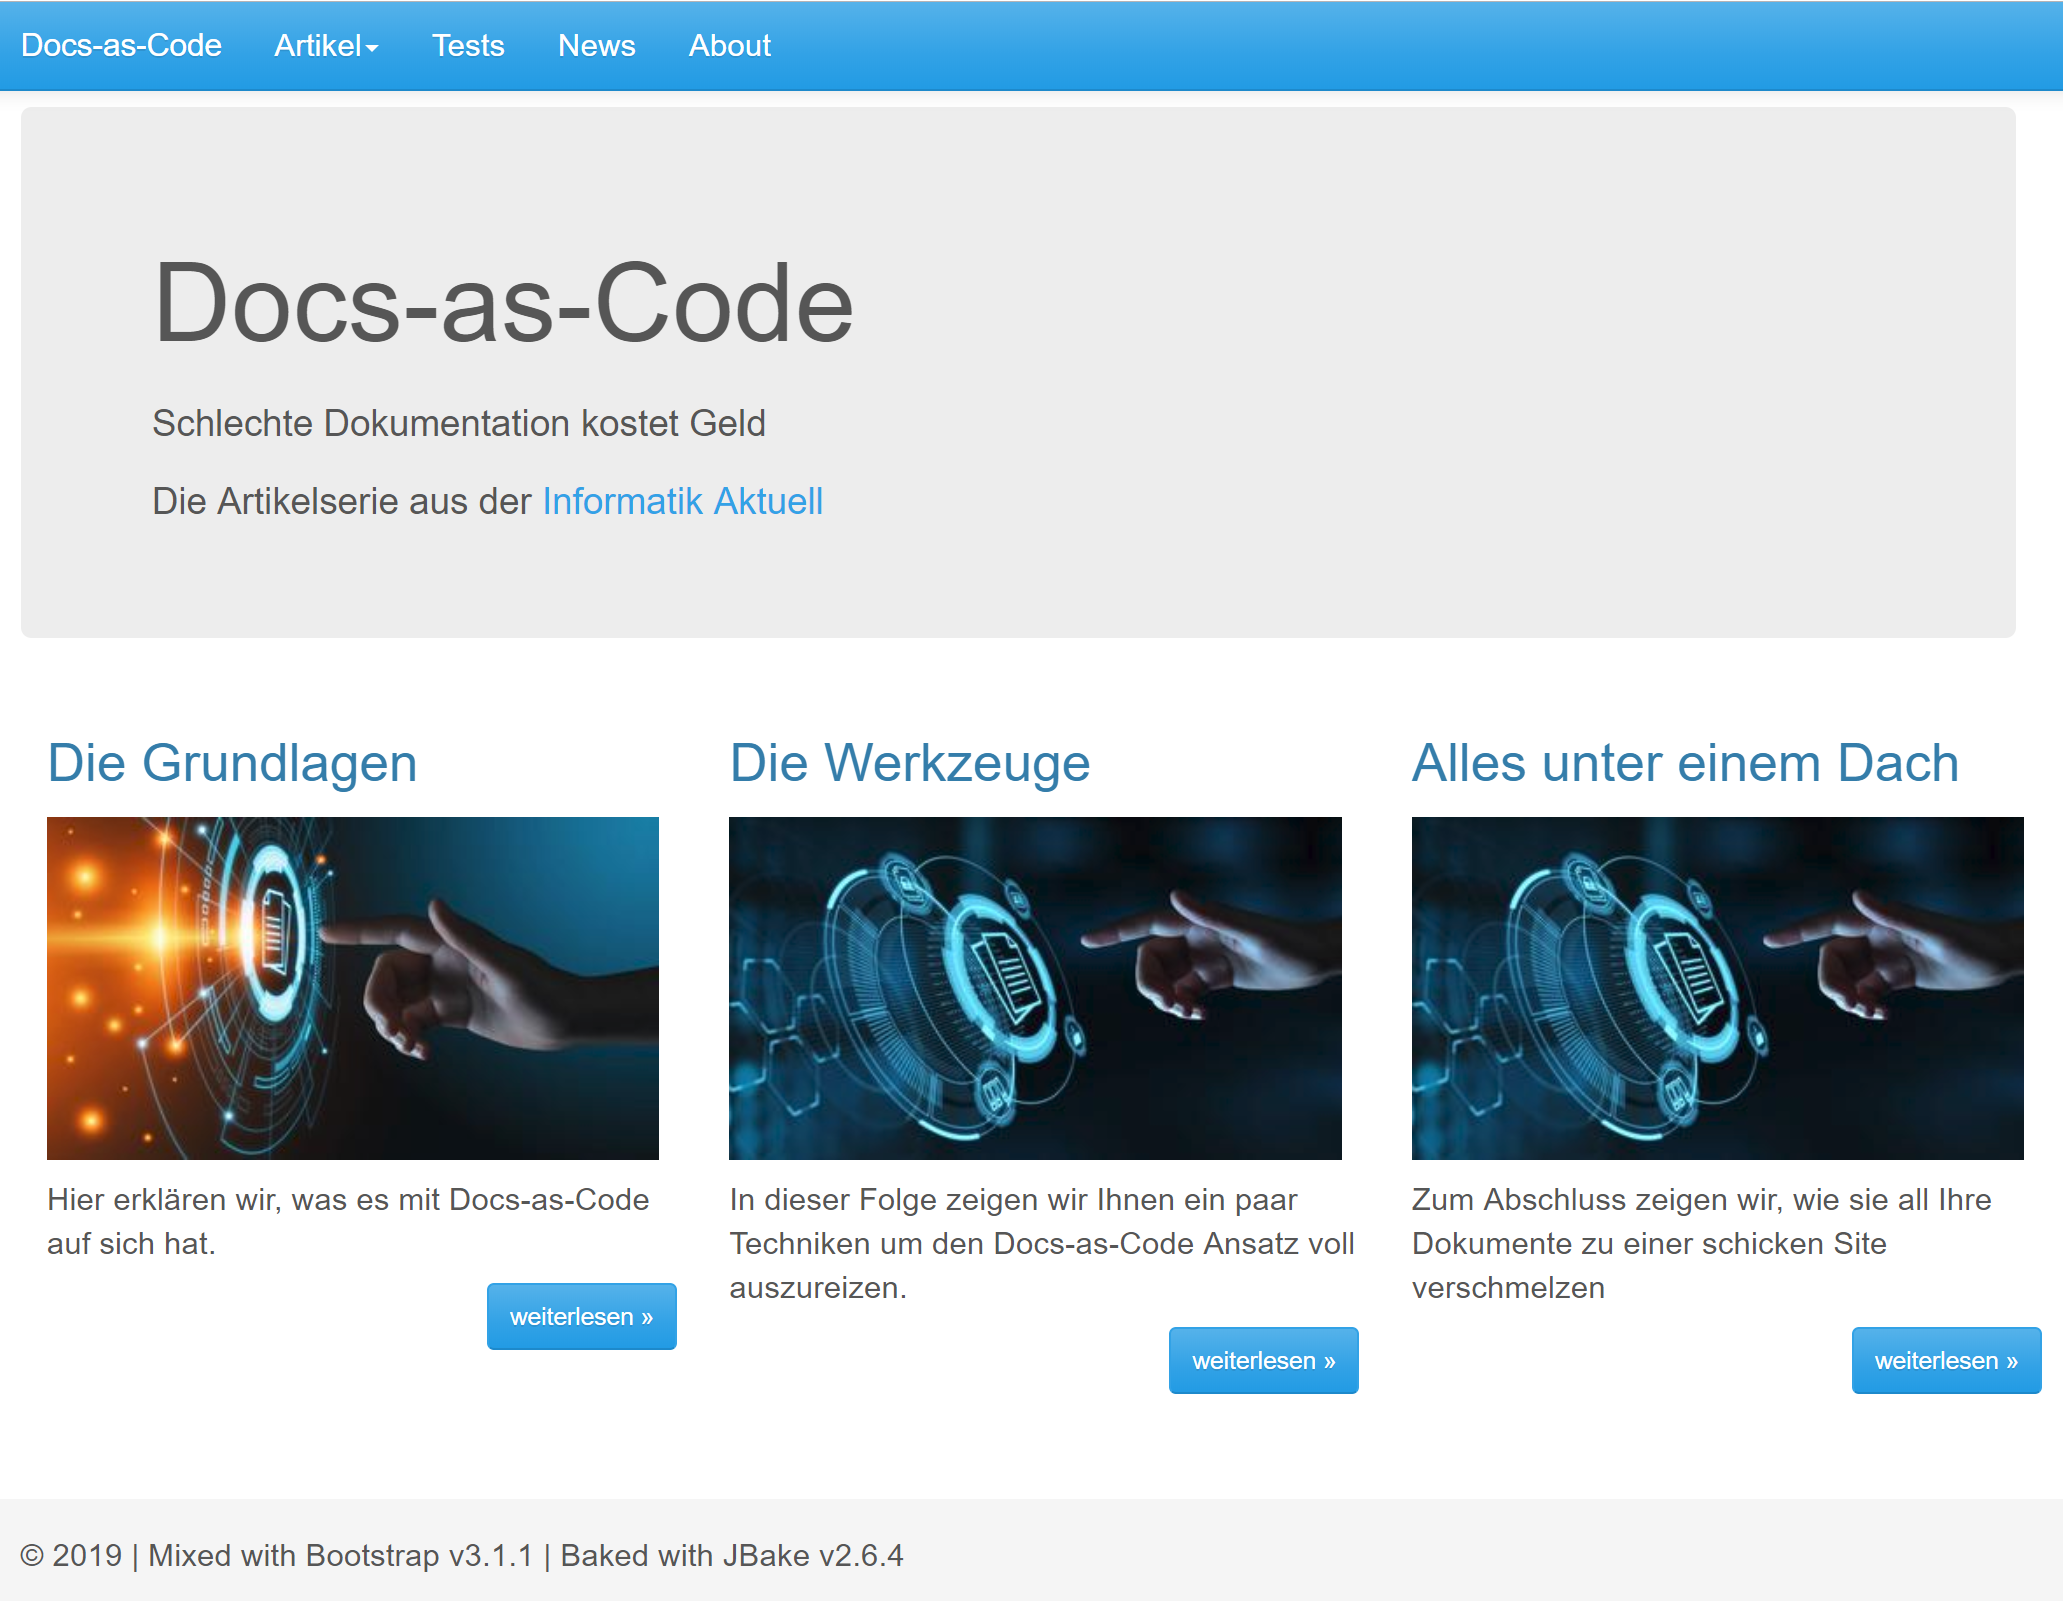 Docs-as-Code Artikel Tests News About
Docs-as-Code
Schlechte Dokumentation kostet Geld
Die Artikelserie aus der Informatik Aktuell
Die Grundlagen
Hier erklären wir, was es mit Docs-as-Code
auf sich hat.
weiterlesen »
Die Werkzeuge
In dieser Folge zeigen wir Ihnen ein paar
Techniken um den Docs-as-Code Ansatz voll
auszureizen.
weiterlesen »
Alles unter einem Dach
Zum Abschluss zeigen wir, wie sie all Ihre
Dokumente zu einer schicken Site
verschmelzen
weiterlesen »
© 2019 | Mixed with Bootstrap v3.1.1 | Baked with JBake v2.6.4